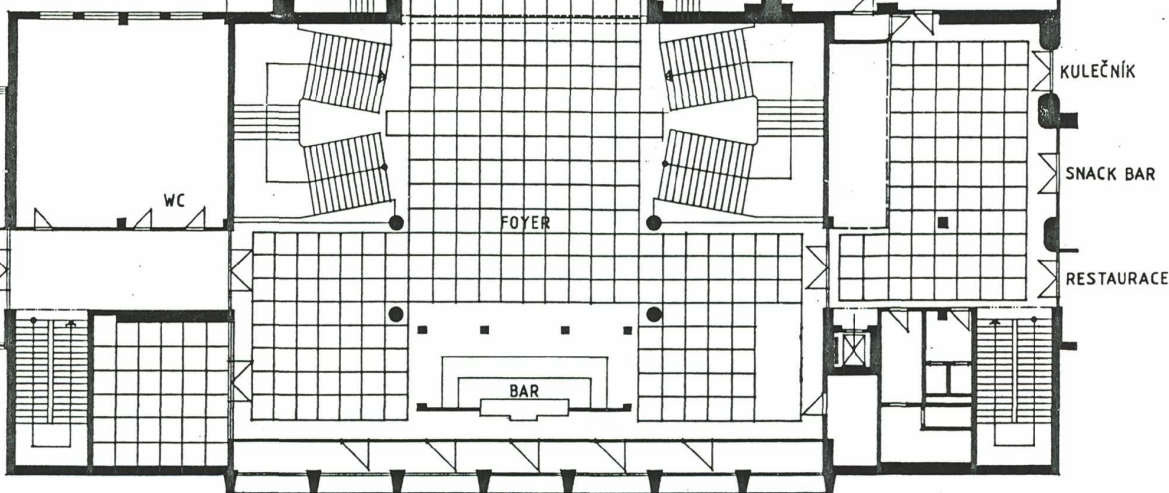 KULEČNÍK
SNACK BAR
WC
FOYER
RESTAURACE
BAR